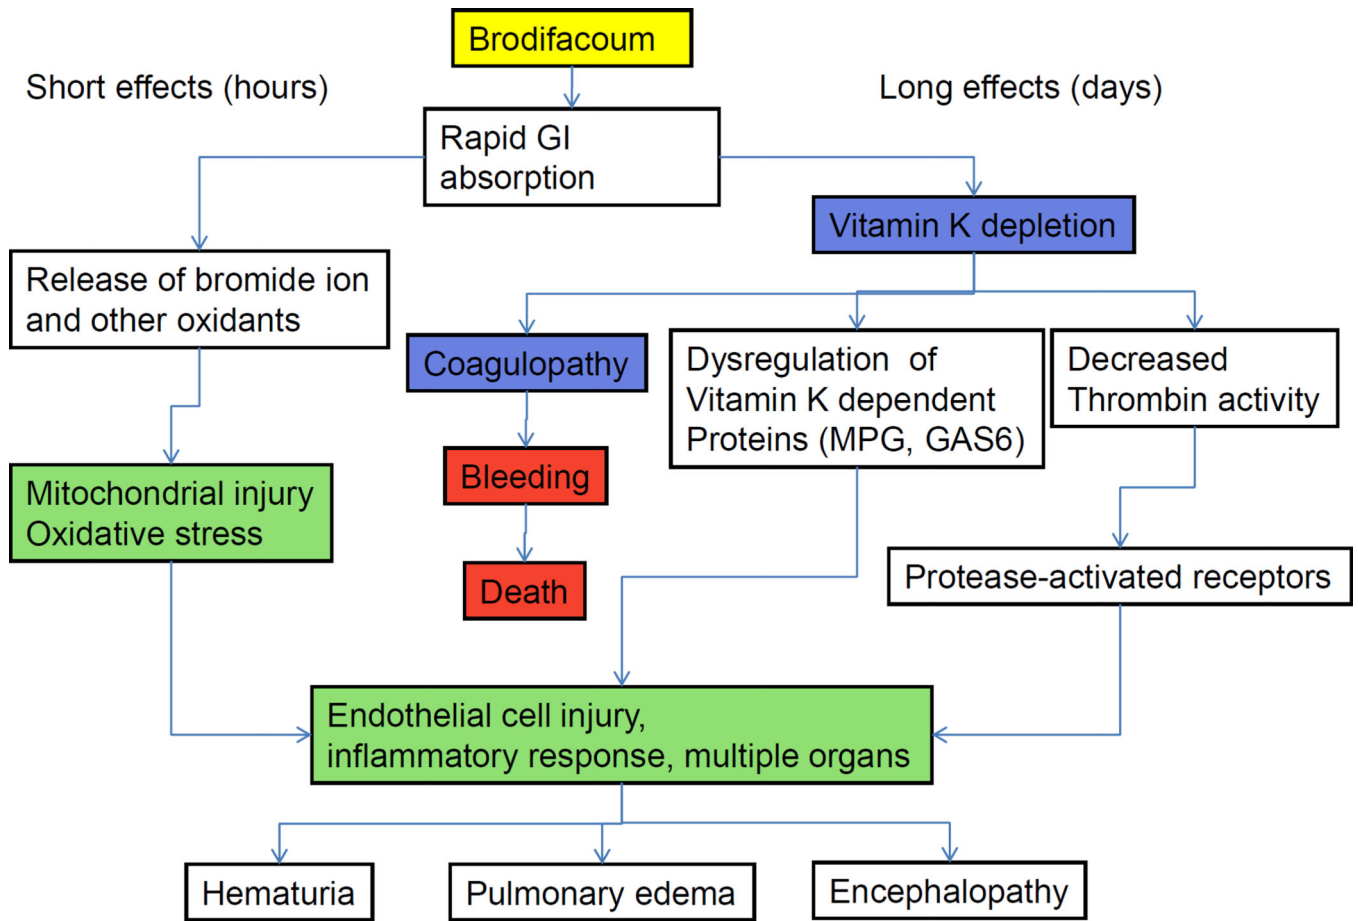 Brodifacoum
Short effects (hours)
Long effects (days)
Rapid GI
absorption
Vitamin K depletion
Release of bromide ion
and other oxidants
Coagulopathy
Dysregulation of
Vitamin K dependent
Proteins (MPG, GAS6)
Decreased
Thrombin activity
Bleeding
Mitochondrial injury
Oxidative stress
Death
Protease-activated receptors
Endothelial cell injury,
inflammatory response, multiple organs
Hematuria
Pulmonary edema
Encephalopathy